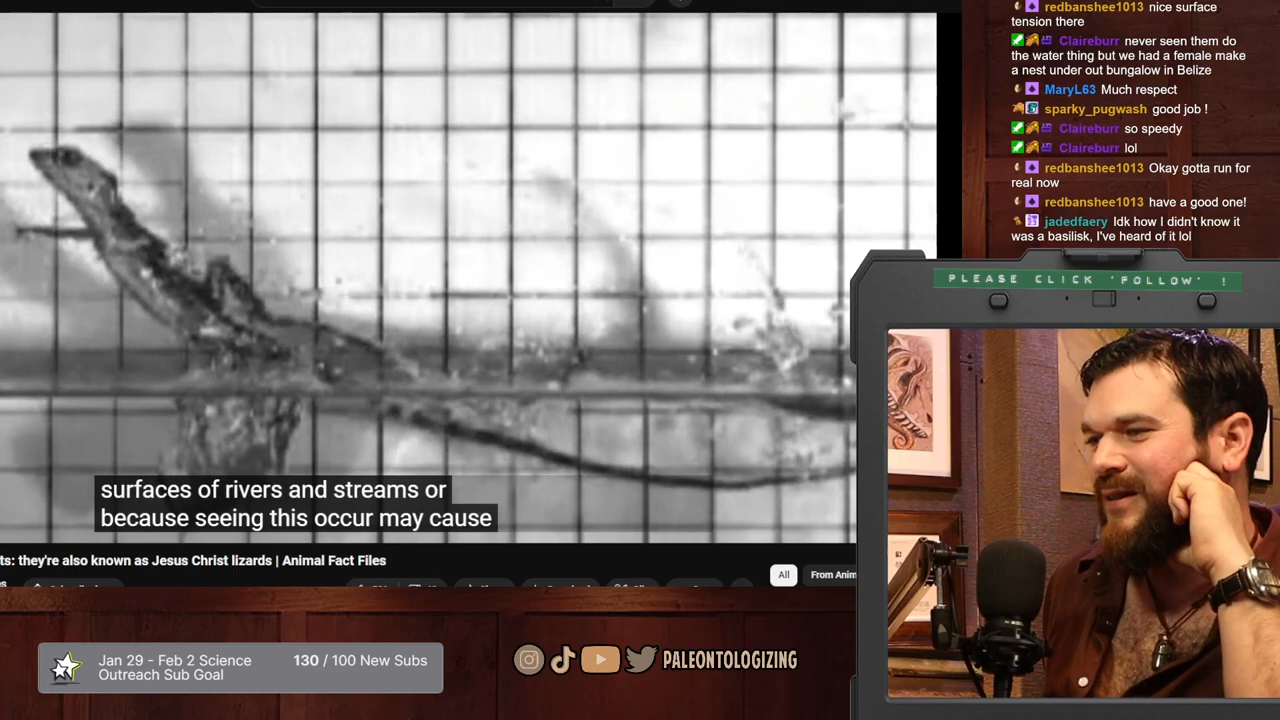 redbanshee1013 nice surface
tension there
Claireburr never seen them do
the water thing but we had a female make
a nest under out bungalow in Belize
MaryL63 Much respect
sparky_pugwash good job !
Claireburr so speedy
Claireburr lol
redbanshee1013 Okay gotta run for
real now
redbanshee1013 have a good one!
jadedfaery Idk how I didn't know it
was a basilisk, I've heard of it lol
PLEASE CLICK 'FOLLOW' !
surfaces of rivers and streams or
because seeing this occur may cause
ts: they're also known as Jesus Christ lizards | Animal Fact Files
All
From Anim
Jan 29 - Feb 2 Science
Outreach Sub Goal
130 / 100 New Subs
PALEONTOLOGIZING